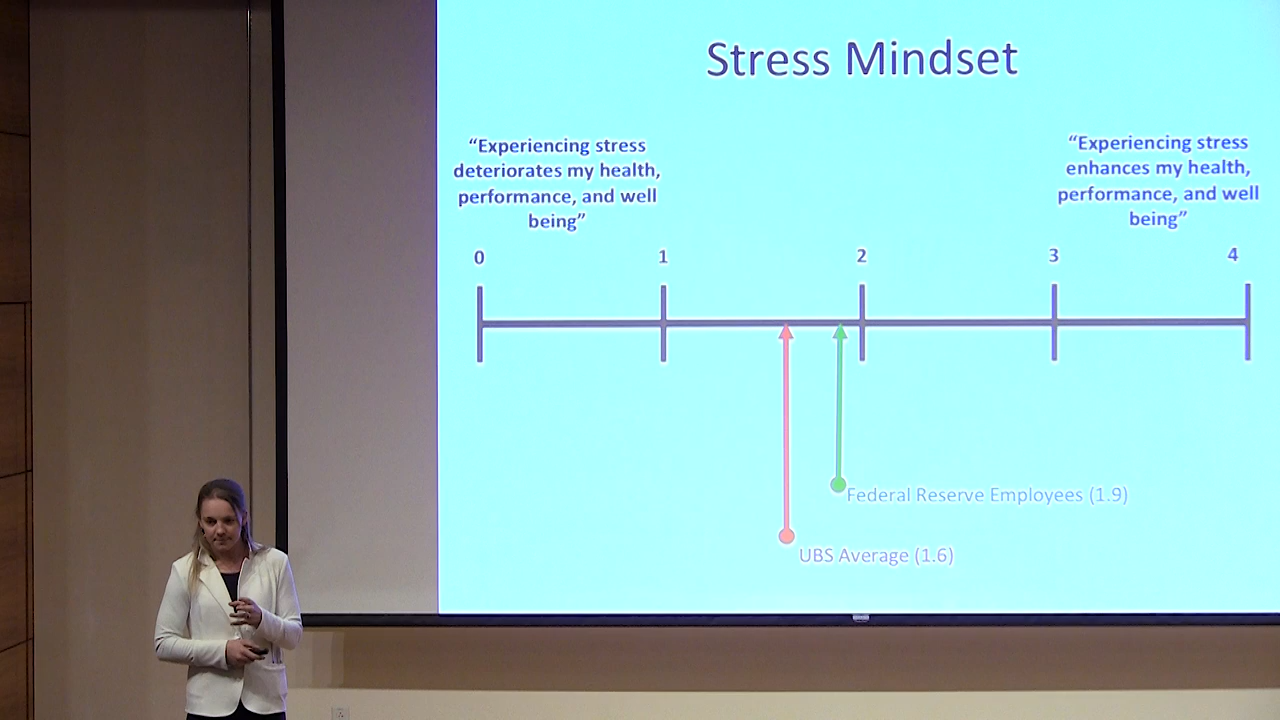 Stress Mindset
“Experiencing stress
deteriorates my health,
performance, and well
being”
“Experiencing stress
enhances my health,
performance, and well
being”
0 1 2 3 4
Federal Reserve Employees (1.9)
UBS Average (1.6)